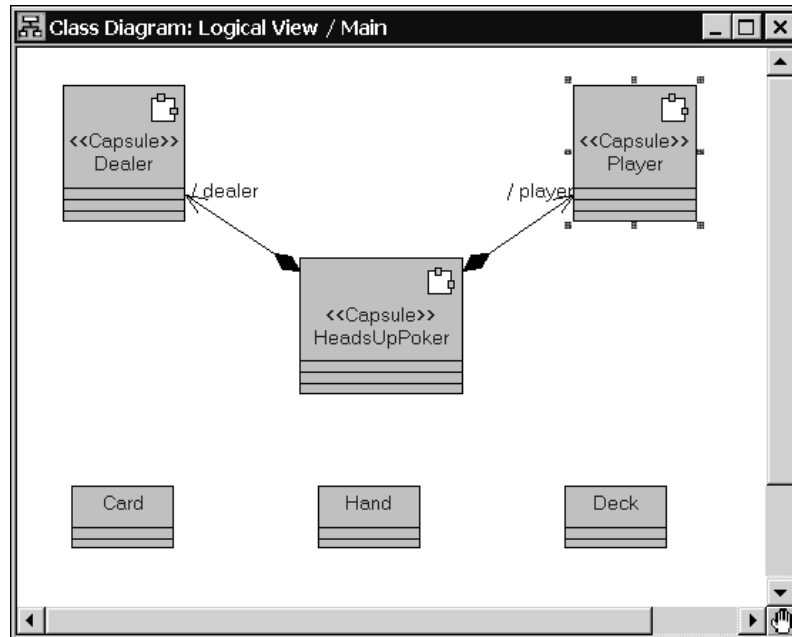 Class Diagram: Logical View / Main
<<Capsule>>
Dealer
<<Capsule>>
Player
/ dealer
/ player
<<Capsule>>
HeadsUpPoker
Card
Hand
Deck